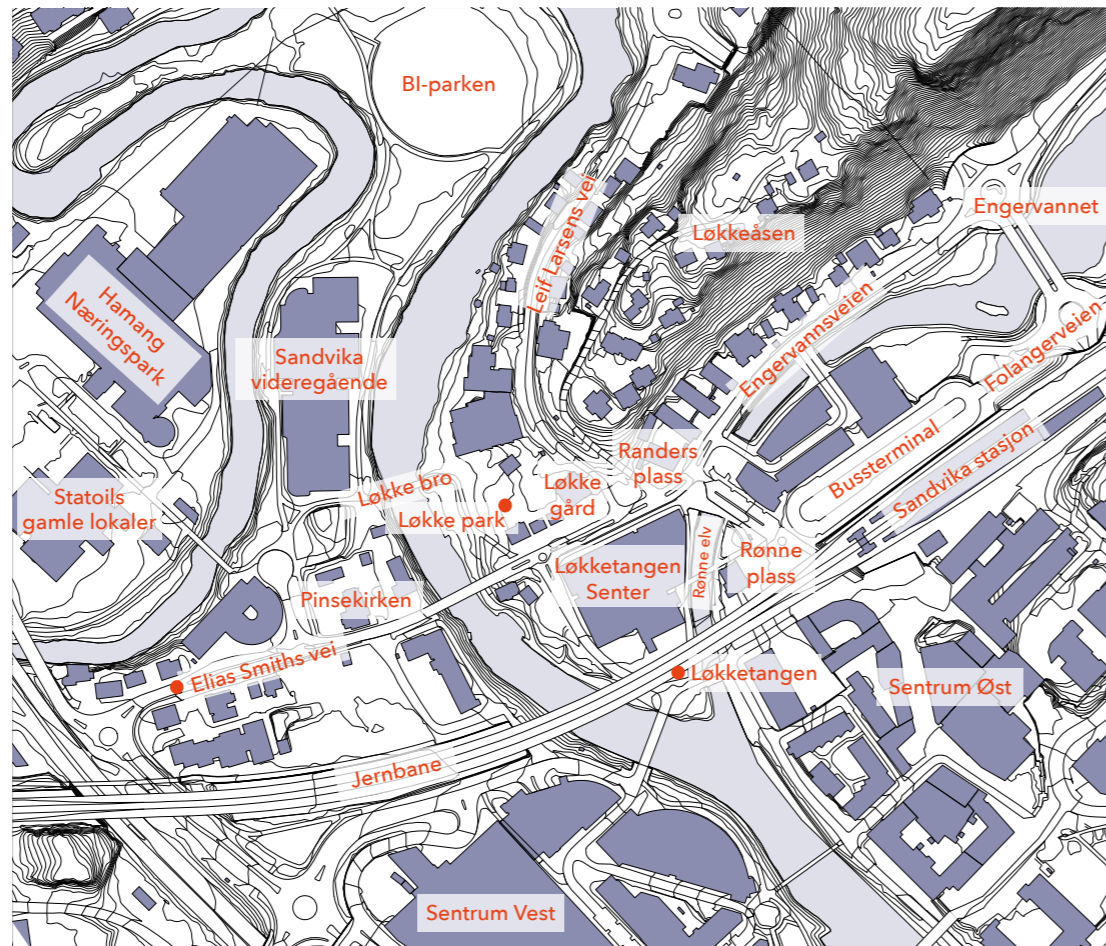 BI-parken
Leif Larsens vei
Løkkeåsen
Engervannet
Hamang
Næringspark
Sandvika
videregående
Engervannsveien
Folangerveien
Bussterminal
Sandvika stasjon
Randers
plass
Statoils
gamle lokaler
Løkke bro
Løkke park
Løkke
gård
Løkketangen
Senter
Rønne elv
Rønne
plass
Pinsekirken
Elias Smiths vei
Løkketangen
Sentrum Øst
Jernbane
Sentrum Vest